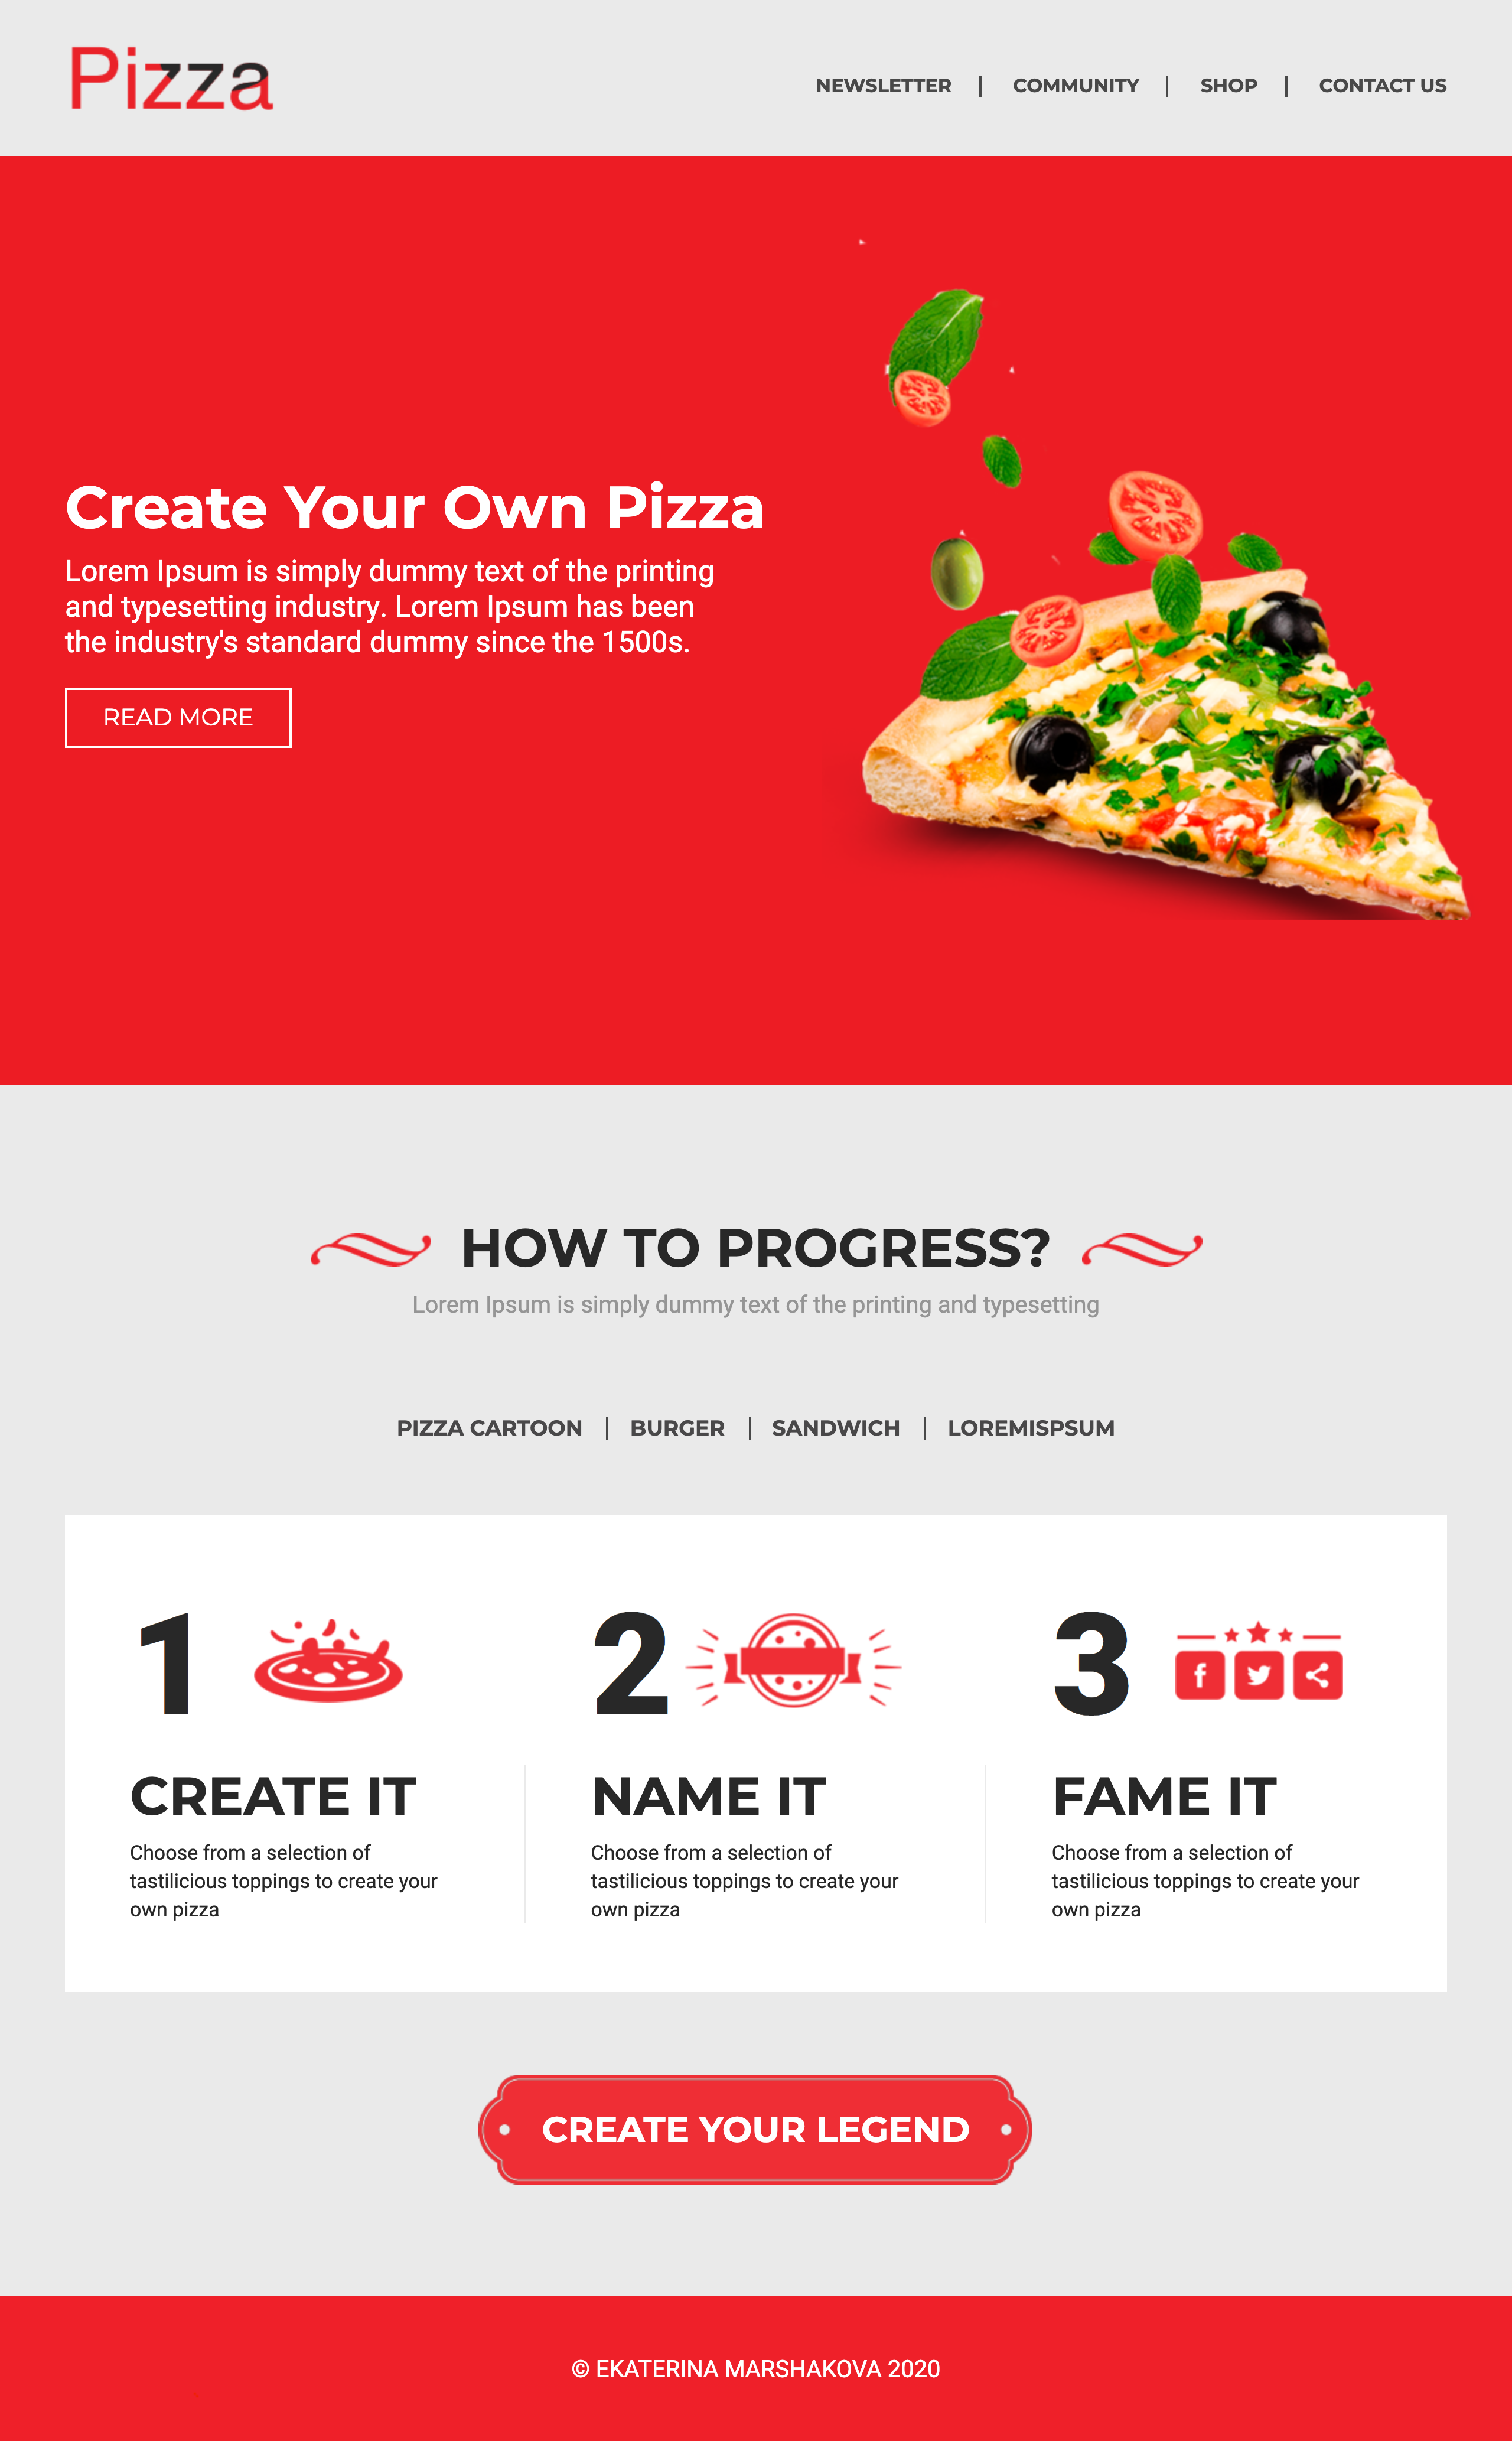 Pizza
NEWSLETTER | COMMUNITY | SHOP | CONTACT US
Create Your Own Pizza
Lorem Ipsum is simply dummy text of the printing
and typesetting industry. Lorem Ipsum has been
the industry's standard dummy since the 1500s.
READ MORE
HOW TO PROGRESS?
Lorem Ipsum is simply dummy text of the printing and typesetting
PIZZA CARTOON | BURGER | SANDWICH | LOREMISPSUM
1
CREATE IT
Choose from a selection of
tastilicious toppings to create your
own pizza
2
NAME IT
Choose from a selection of
tastilicious toppings to create your
own pizza
3
FAME IT
Choose from a selection of
tastilicious toppings to create your
own pizza
CREATE YOUR LEGEND
© EKATERINA MARSHAKOVA 2020